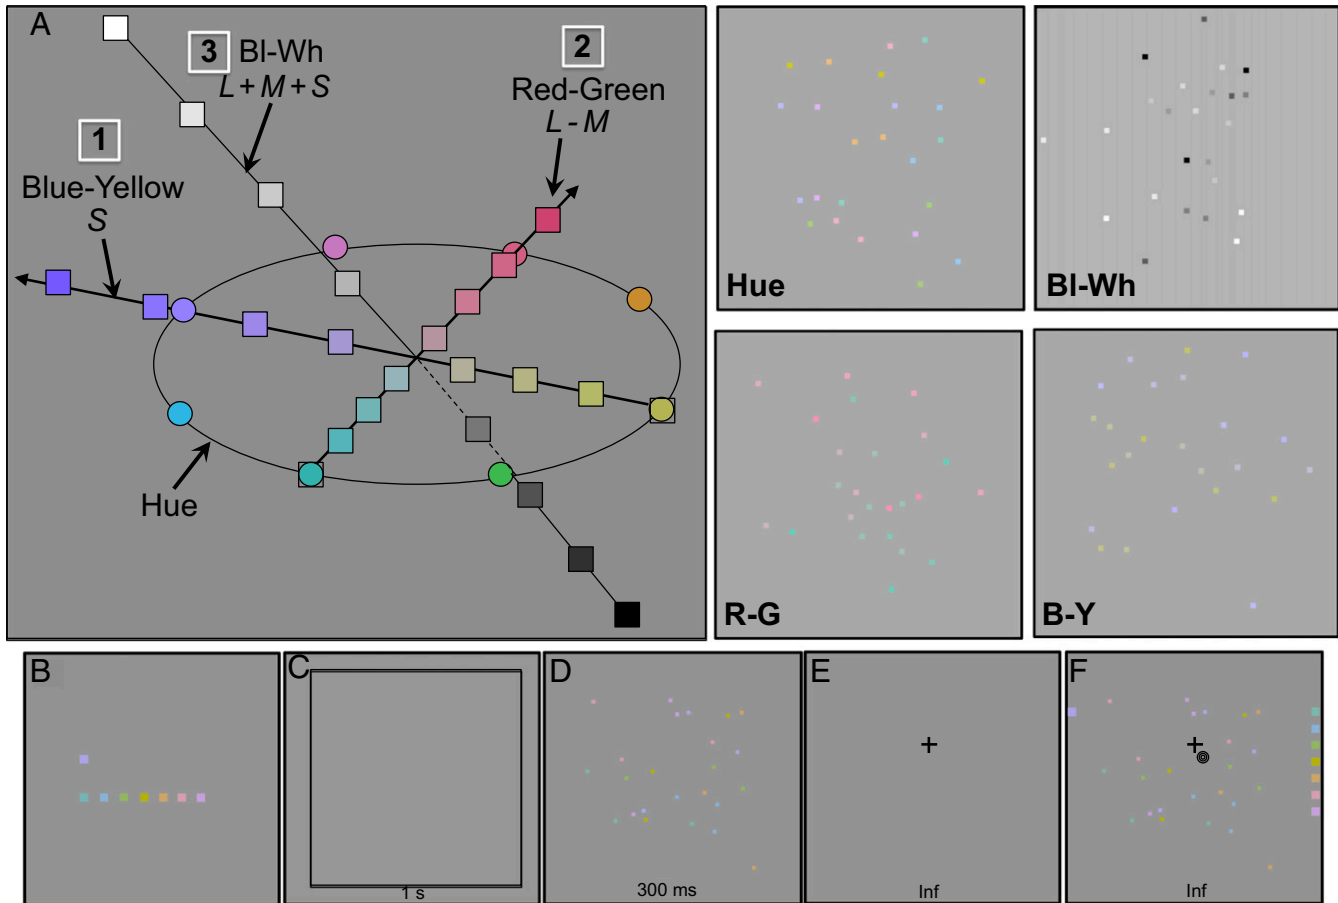 A
3 Bl-Wh
L+M+S
2
Red-Green
L-M
1
Blue-Yellow
S
Hue
Hue
Bl-Wh
R-G
B-Y
B
C
1 s
D
300 ms
E
Inf
F
Inf